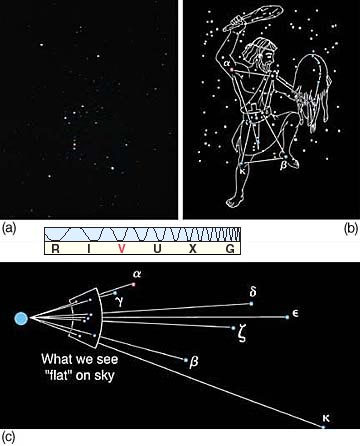 (a)
(b)
α
κ
β
R I V U X G
α
γ
δ
ε
ζ
β
κ
What we see
"flat" on sky
(c)